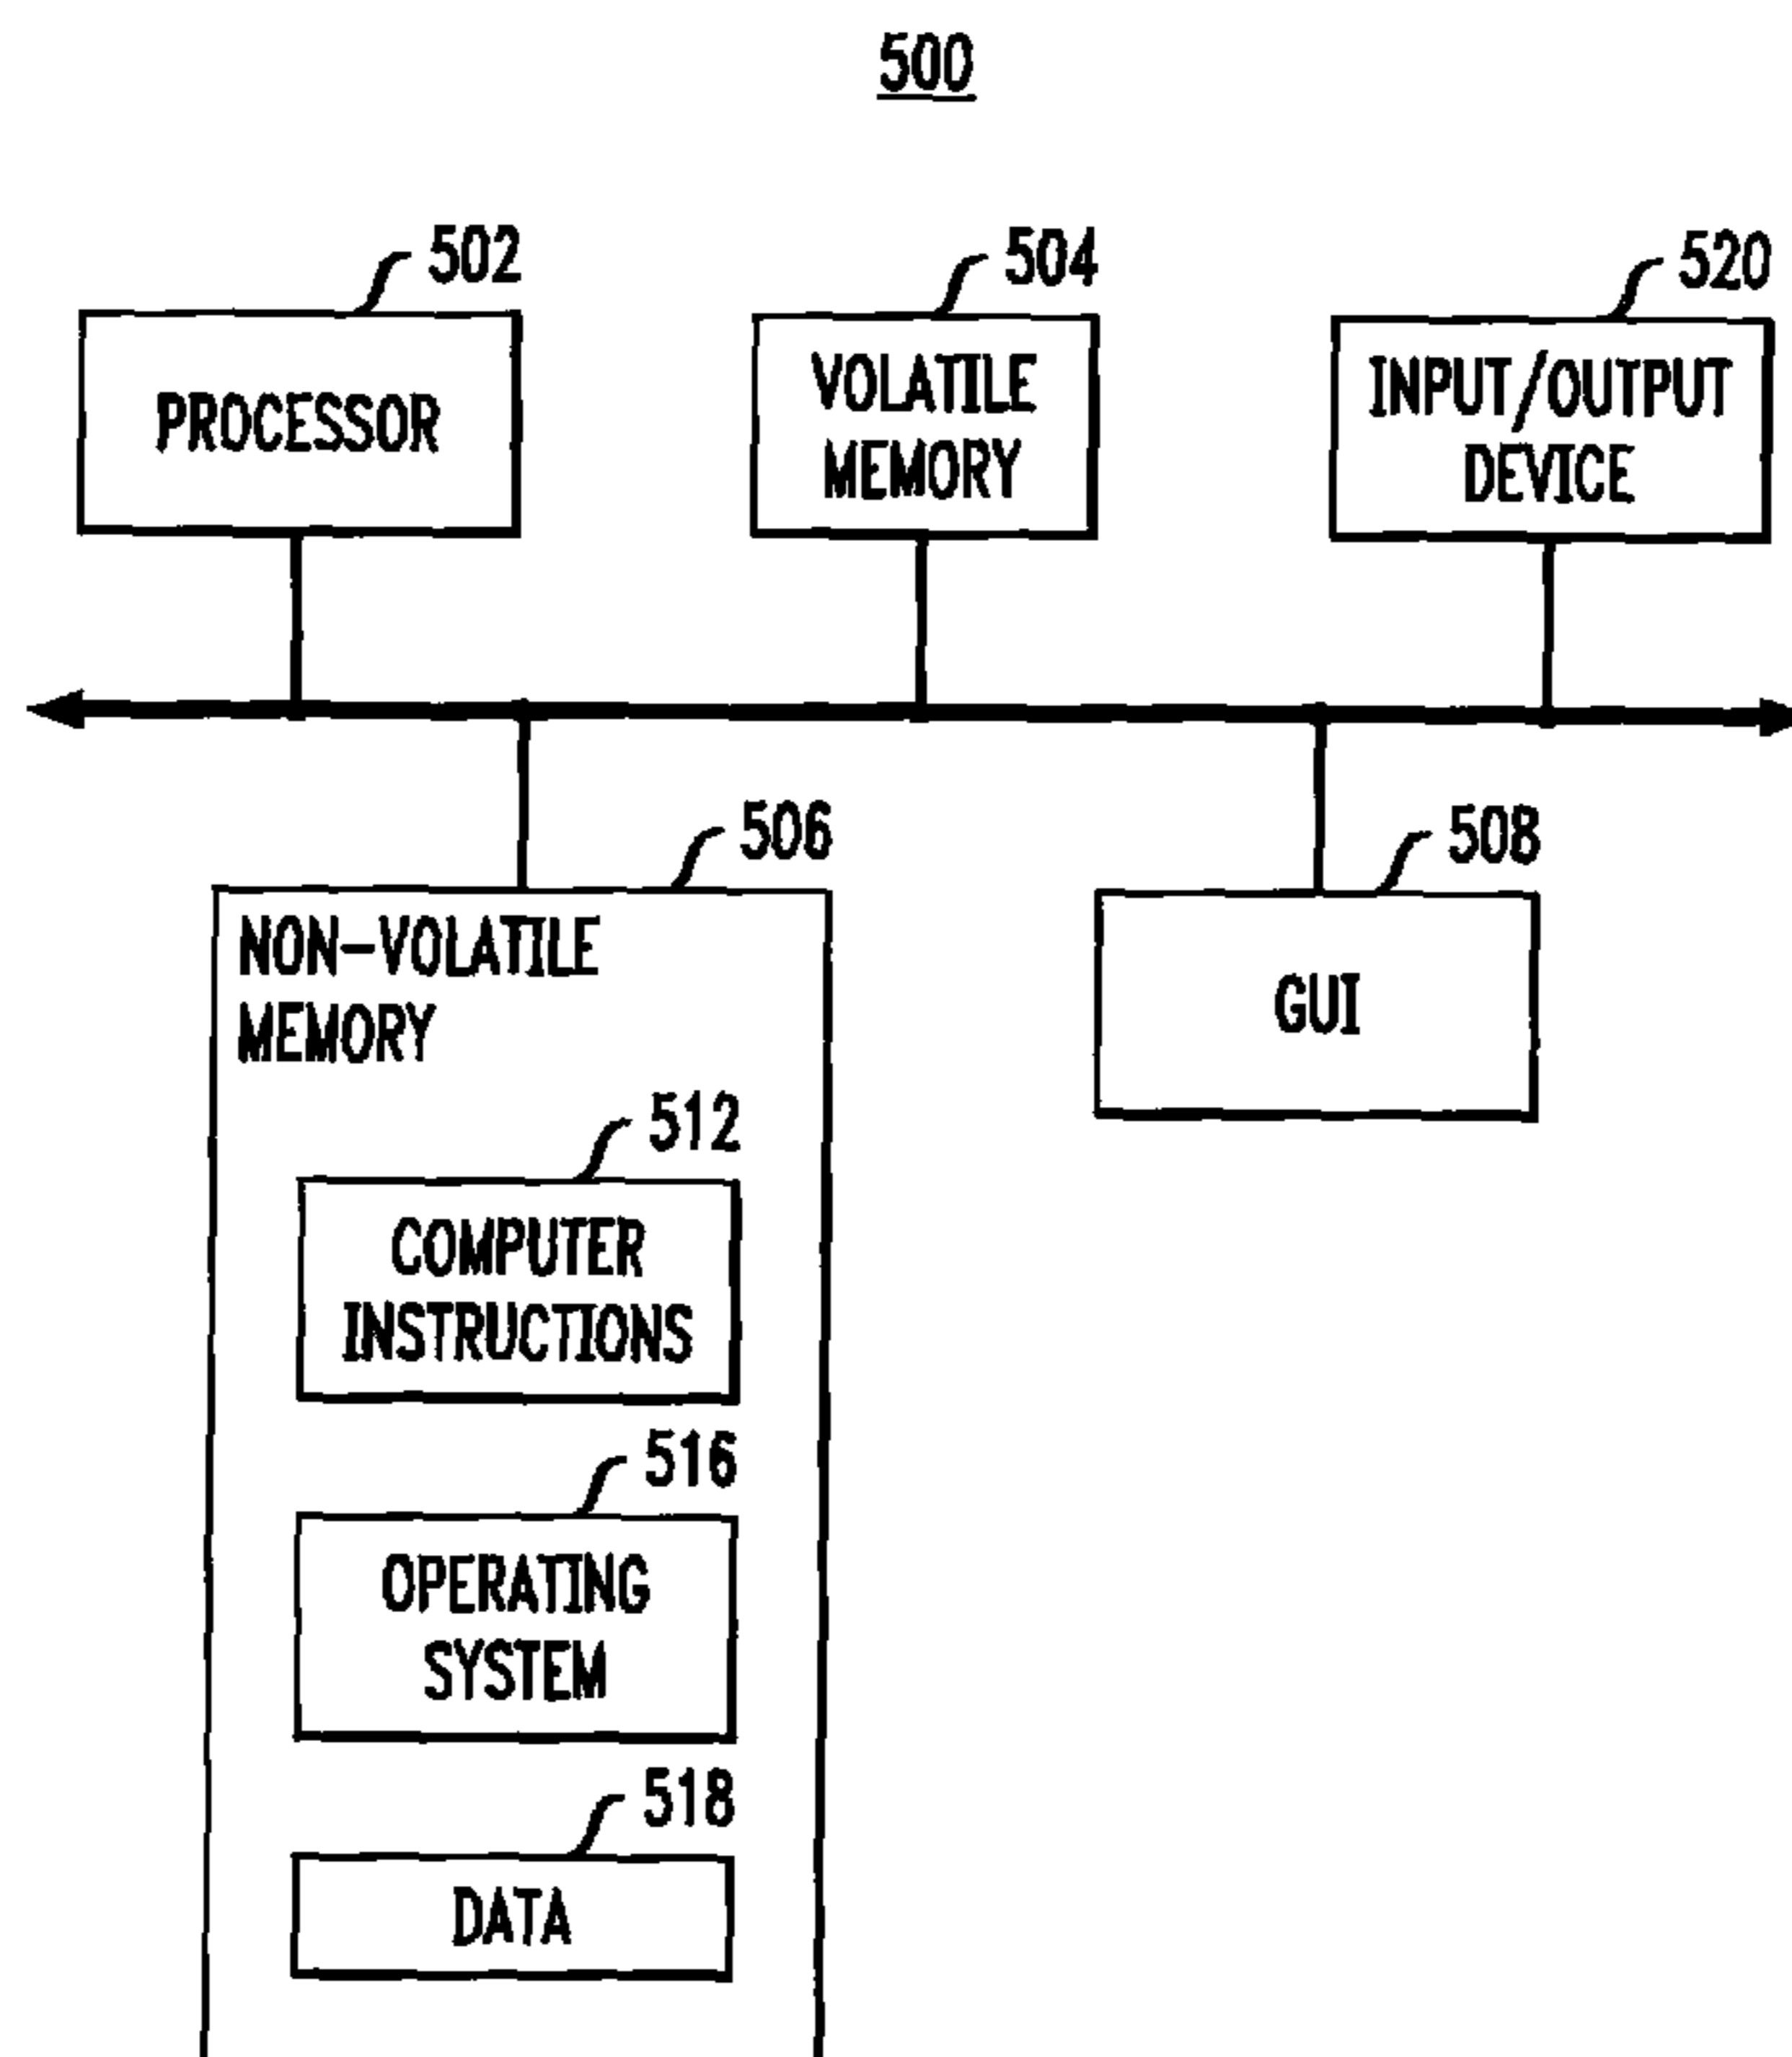 500
502
504
520
PROCESSOR
VOLATILE
MEMORY
INPUT/OUTPUT
DEVICE
506
508
NON-VOLATILE
MEMORY
GUI
512
COMPUTER
INSTRUCTIONS
516
OPERATING
SYSTEM
518
DATA